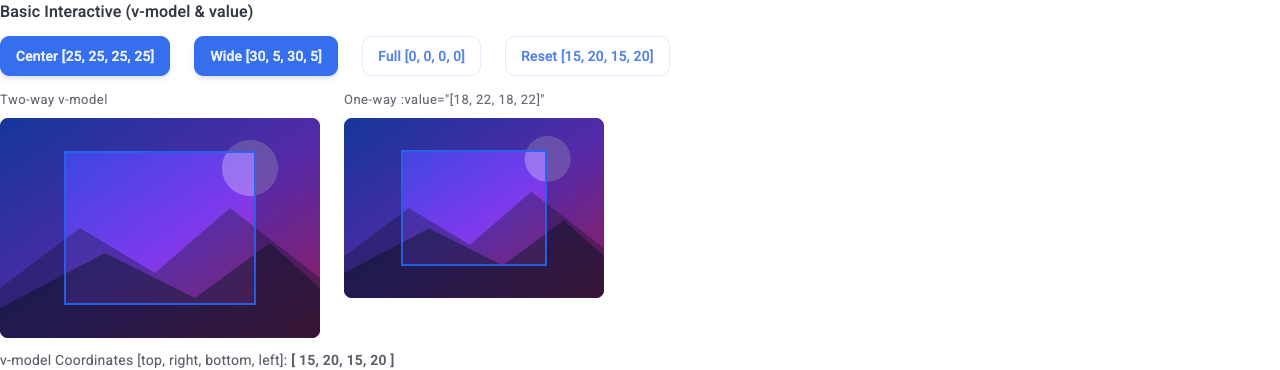 Basic Interactive (v-model & value)
Center [25, 25, 25, 25]
Wide [30, 5, 30, 5]
Full [0, 0, 0, 0]
Reset [15, 20, 15, 20]
Two-way v-model
One-way :value="[18, 22, 18, 22]"
v-model Coordinates [top, right, bottom, left]: [ 15, 20, 15, 20 ]